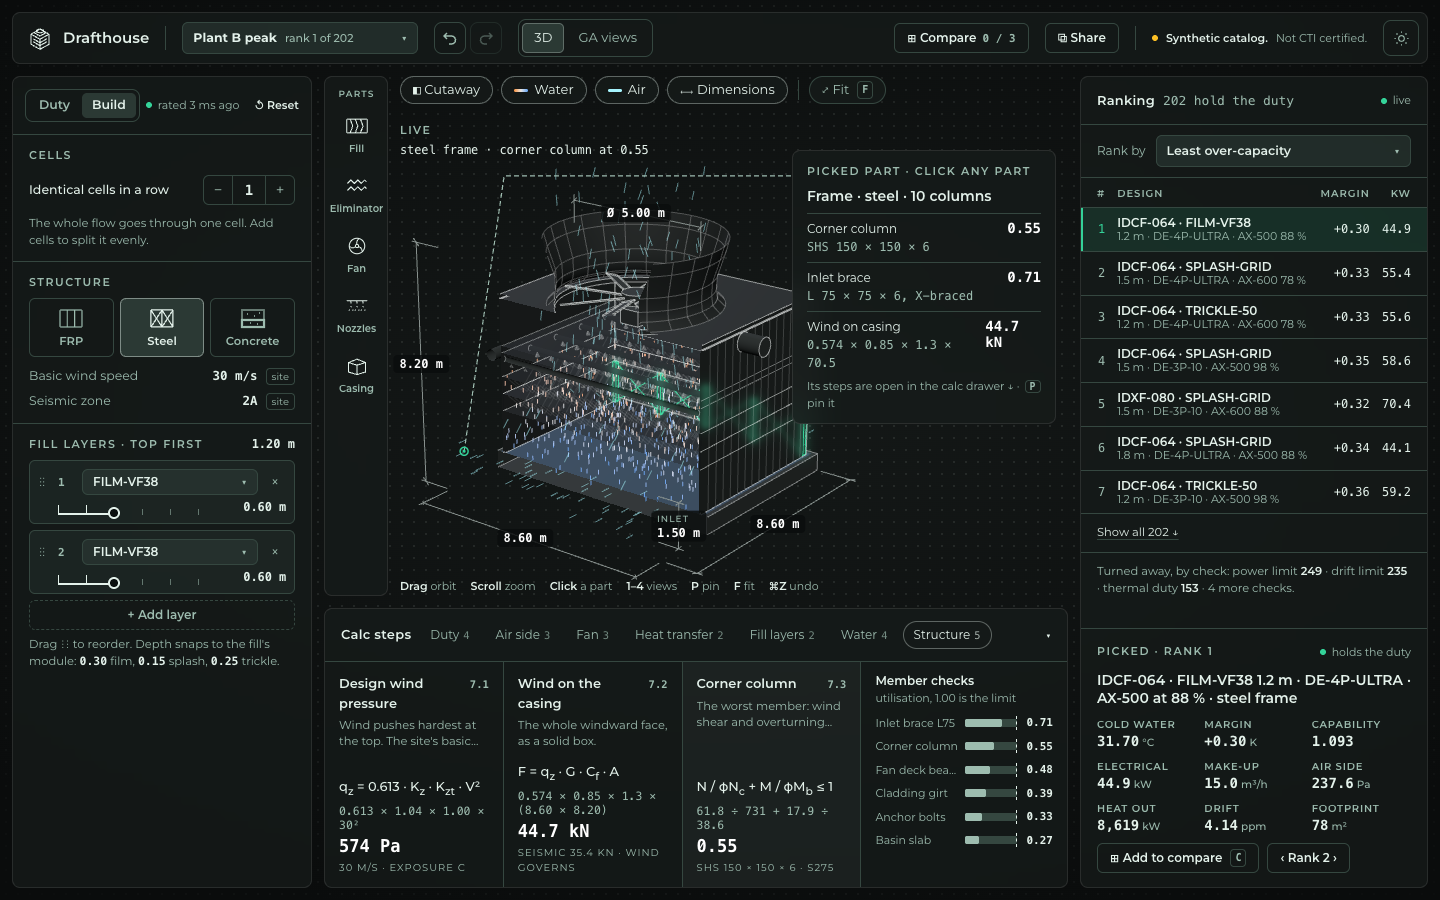 Drafthouse
Plant B peak rank 1 of 202
3D GA views
Compare 0 / 3
Share
Synthetic catalog. Not CTI certified.
Duty Build
rated 3 ms ago
Reset
CELLS
Identical cells in a row
− 1 +
The whole flow goes through one cell. Add
cells to split it evenly.
STRUCTURE
FRP
Steel
Concrete
Basic wind speed 30 m/s site
Seismic zone 2A site
FILL LAYERS · TOP FIRST 1.20 m
1 FILM-VF38 ×
0.60 m
2 FILM-VF38 ×
0.60 m
+ Add layer
Drag ⠿ to reorder. Depth snaps to the fill's
module: 0.30 film, 0.15 splash, 0.25 trickle.
PARTS
Fill
Eliminator
Fan
Nozzles
Casing
Cutaway
Water
Air
Dimensions
Fit F
LIVE
steel frame · corner column at 0.55
Ø 5.00 m
8.20 m
8.60 m
INLET
1.50 m
8.60 m
PICKED PART · CLICK ANY PART
Frame · steel · 10 columns
Corner column 0.55
SHS 150 × 150 × 6
Inlet brace 0.71
L 75 × 75 × 6, X-braced
Wind on casing 44.7 kN
0.574 × 0.85 × 1.3 ×
70.5
Its steps are open in the calc drawer ↓ · P
pin it
Drag orbit Scroll zoom Click a part 1–4 views P pin F fit ⌘Z undo
Calc steps Duty 4 Air side 3 Fan 3 Heat transfer 2 Fill layers 2 Water 4 Structure 5
Design wind pressure 7.1
Wind pushes hardest at
the top. The site's basic…
qz = 0.613 · Kz · Kzt · V²
0.613 × 1.04 × 1.00 ×
30²
574 Pa
30 M/S · EXPOSURE C
Wind on the casing 7.2
The whole windward face,
as a solid box.
F = qz · G · Cf · A
0.574 × 0.85 × 1.3 ×
(8.60 × 8.20)
44.7 kN
SEISMIC 35.4 KN · WIND
GOVERNS
Corner column 7.3
The worst member: wind
shear and overturning…
N / ϕNc + M / ϕMb ≤ 1
61.8 ÷ 731 + 17.9 ÷
38.6
0.55
SHS 150 × 150 × 6 · S275
Member checks
utilisation, 1.00 is the limit
Inlet brace L75 0.71
Corner column 0.55
Fan deck bea… 0.48
Cladding girt 0.39
Anchor bolts 0.33
Basin slab 0.27
Ranking 202 hold the duty
live
Rank by Least over-capacity
# DESIGN MARGIN KW
1 IDCF-064 · FILM-VF38 +0.30 44.9
1.2 m · DE-4P-ULTRA · AX-500 88 %
2 IDCF-064 · SPLASH-GRID +0.33 55.4
1.5 m · DE-4P-ULTRA · AX-600 78 %
3 IDCF-064 · TRICKLE-50 +0.33 55.6
1.2 m · DE-4P-ULTRA · AX-600 78 %
4 IDCF-064 · SPLASH-GRID +0.35 58.6
1.5 m · DE-3P-10 · AX-500 98 %
5 IDXF-080 · SPLASH-GRID +0.32 70.4
1.5 m · DE-3P-10 · AX-600 88 %
6 IDCF-064 · SPLASH-GRID +0.34 44.1
1.8 m · DE-4P-ULTRA · AX-500 88 %
7 IDCF-064 · TRICKLE-50 +0.36 59.2
1.2 m · DE-3P-10 · AX-500 98 %
Show all 202 ↓
Turned away, by check: power limit 249 · drift limit 235
· thermal duty 153 · 4 more checks.
PICKED · RANK 1
holds the duty
IDCF-064 · FILM-VF38 1.2 m · DE-4P-ULTRA ·
AX-500 at 88 % · steel frame
COLD WATER MARGIN CAPABILITY
31.70 °C +0.30 K 1.093
ELECTRICAL MAKE-UP AIR SIDE
44.9 kW 15.0 m³/h 237.6 Pa
HEAT OUT DRIFT FOOTPRINT
8,619 kW 4.14 ppm 78 m²
Add to compare C
‹ Rank 2 ›